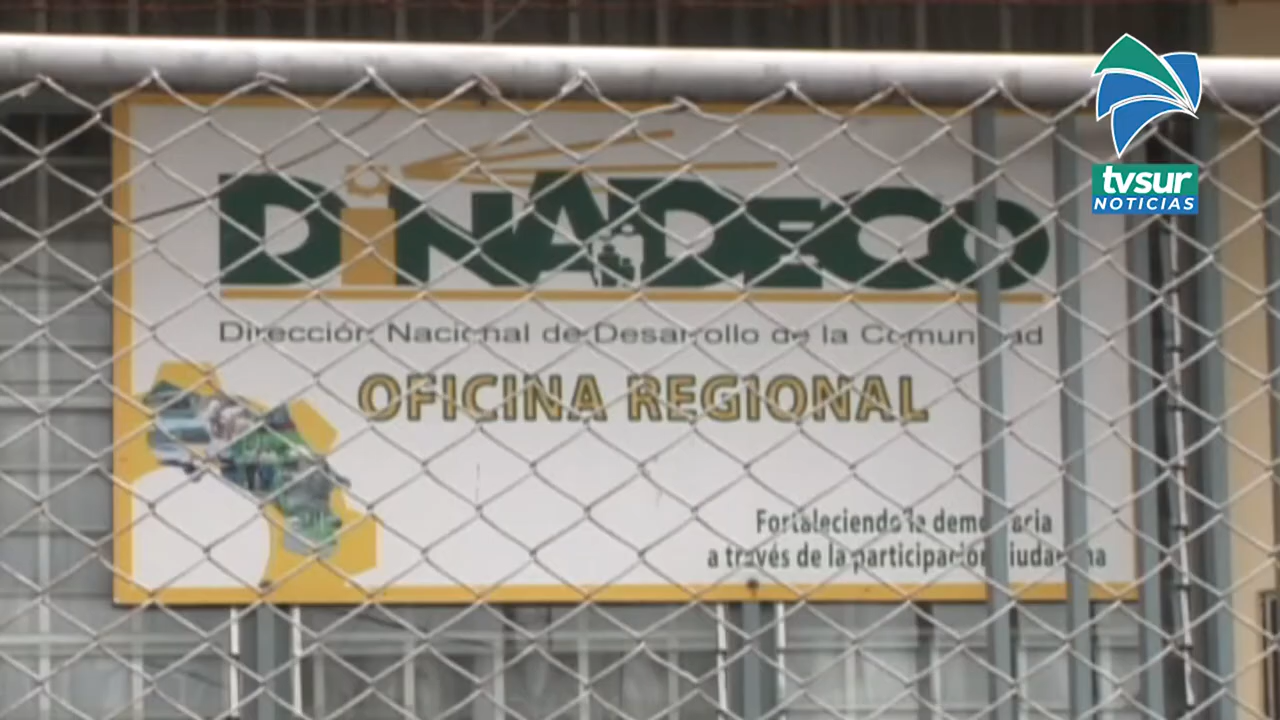 tvsur
NOTICIAS
DiNADECO
Dirección Nacional de Desarrollo de la Comunidad
OFICINA REGIONAL
Fortaleciendo la democracia
a través de la participación ciudadana